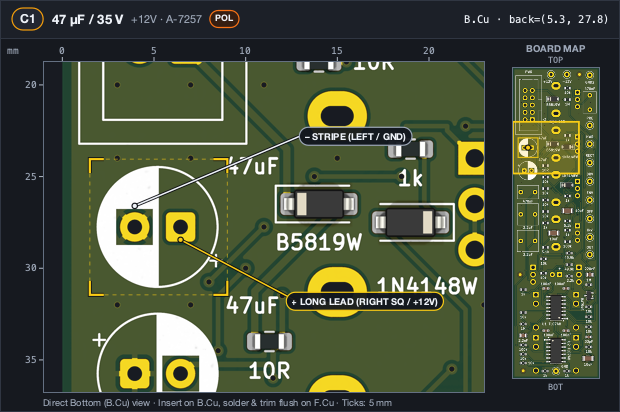 C1 47 µF / 35 V +12V · A-7257 POL B.Cu · back=(5.3, 27.8)
mm 0 5 10 15 20
BOARD MAP
TOP
20
10R
– STRIPE (LEFT / GND)
47uF
25
1k
B5819W
+
30
1N4148W
47uF
+ LONG LEAD (RIGHT SQ / +12V)
+
35
10R
BOT
Direct Bottom (B.Cu) view · Insert on B.Cu, solder & trim flush on F.Cu · Ticks: 5 mm